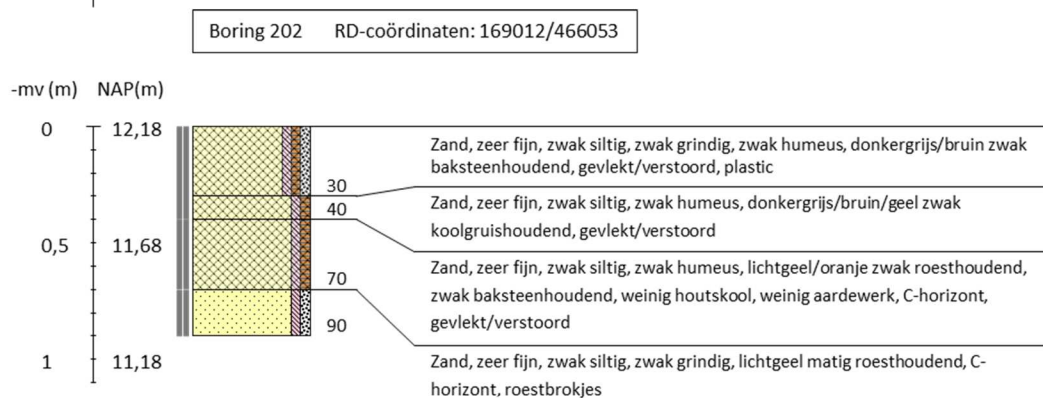 Boring 202 RD-coördinaten: 169012/466053
-mv (m) NAP(m)
0 12,18
Zand, zeer fijn, zwak siltig, zwak grindig, zwak humeus, donkergrijs/bruin zwak
baksteenhoudend, gevlekt/verstoord, plastic
30
Zand, zeer fijn, zwak siltig, zwak humeus, donkergrijs/bruin/geel zwak
koolgruishoudend, gevlekt/verstoord
40
0,5 11,68
Zand, zeer fijn, zwak siltig, zwak humeus, lichtgeel/oranje zwak roesthoudend,
zwak baksteenhoudend, weinig houtskool, weinig aardewerk, C-horizont,
gevlekt/verstoord
70
90
1 11,18
Zand, zeer fijn, zwak siltig, zwak grindig, lichtgeel matig roesthoudend, C-
horizont, roestbrokjes